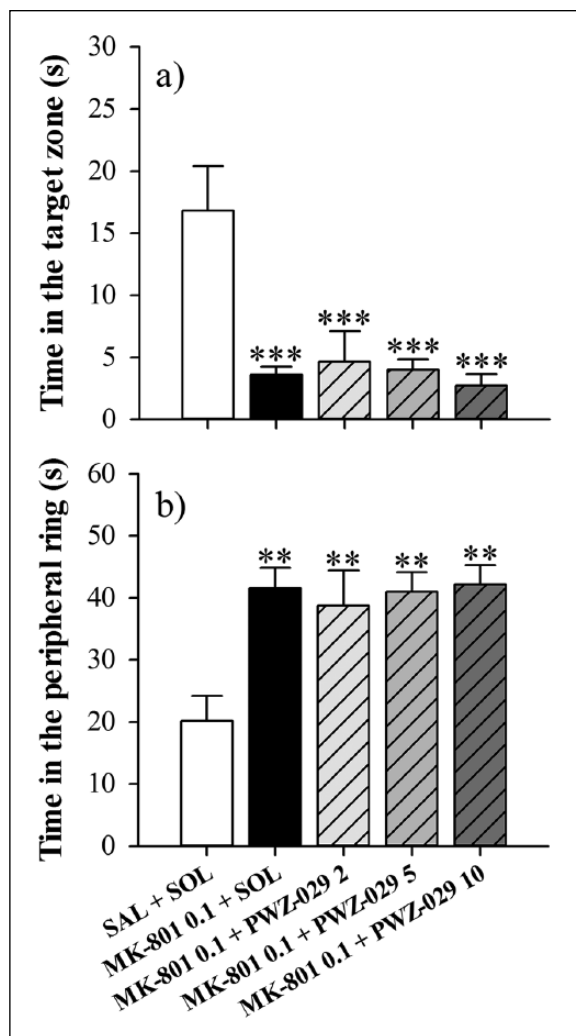 Time in the target zone (s)
30
25
20
15
10
5
0
a)
***
***
***
***
Time in the peripheral ring (s)
60
50
40
30
20
10
0
b)
**
**
**
**
SAL + SOL
MK-801 0.1 + SOL
MK-801 0.1 + PWZ-029 2
MK-801 0.1 + PWZ-029 5
MK-801 0.1 + PWZ-029 10